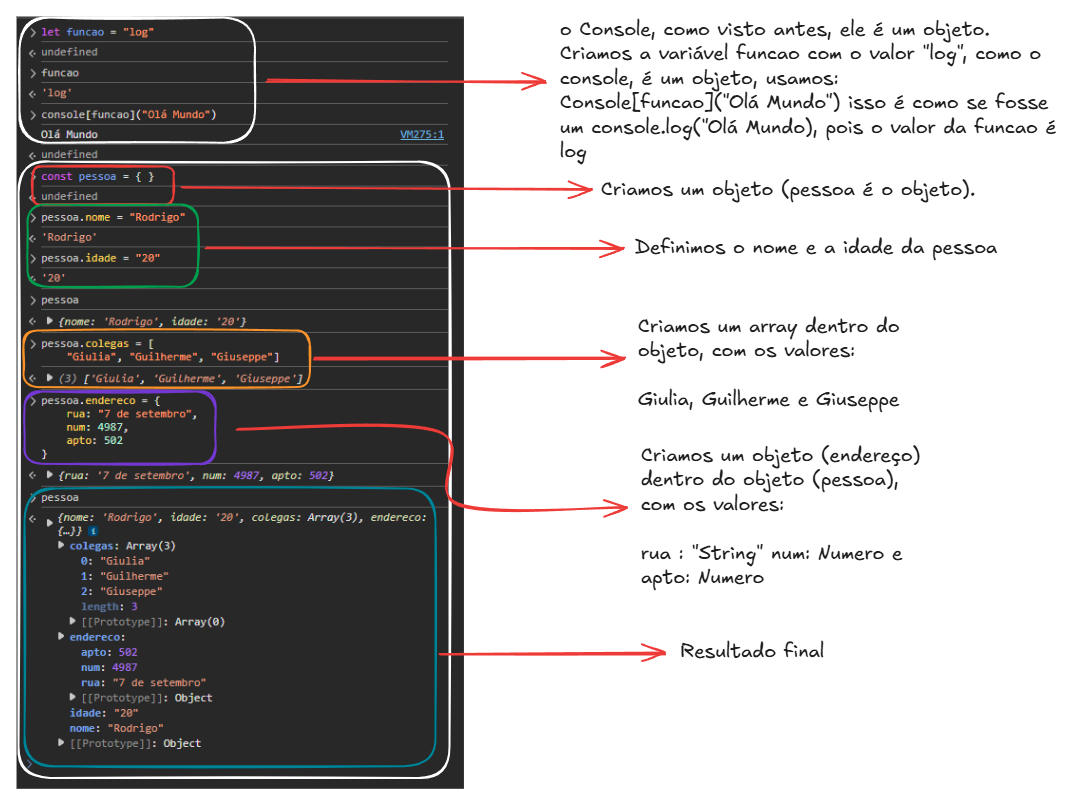 let funcao = "log"
undefined
funcao
'log'
console[funcao]("Olá Mundo")
Olá Mundo VM275:1
undefined
const pessoa = { }
undefined
pessoa.nome = "Rodrigo"
'Rodrigo'
pessoa.idade = "20"
'20'
pessoa
{nome: 'Rodrigo', idade: '20'}
pessoa.colegas = [
"Giulia", "Guilherme", "Giuseppe"]
(3) ['Giulia', 'Guilherme', 'Giuseppe']
pessoa.endereco = {
rua: "7 de setembro",
num: 4987,
apto: 502
}
{rua: '7 de setembro', num: 4987, apto: 502}
pessoa
{nome: 'Rodrigo', idade: '20', colegas: Array(3), endereco:
{…}}
colegas: Array(3)
0: "Giulia"
1: "Guilherme"
2: "Giuseppe"
length: 3
[[Prototype]]: Array(0)
endereco:
apto: 502
num: 4987
rua: "7 de setembro"
[[Prototype]]: Object
idade: "20"
nome: "Rodrigo"
[[Prototype]]: Object
o Console, como visto antes, ele é um objeto.
Criamos a variável funcao com o valor "log", como o
console, é um objeto, usamos:
Console[funcao]("Olá Mundo") isso é como se fosse
um console.log("Olá Mundo), pois o valor da funcao é
log
Criamos um objeto (pessoa é o objeto).
Definimos o nome e a idade da pessoa
Criamos um array dentro do
objeto, com os valores:
Giulia, Guilherme e Giuseppe
Criamos um objeto (endereço)
dentro do objeto (pessoa),
com os valores:
rua : "String" num: Numero e
apto: Numero
Resultado final